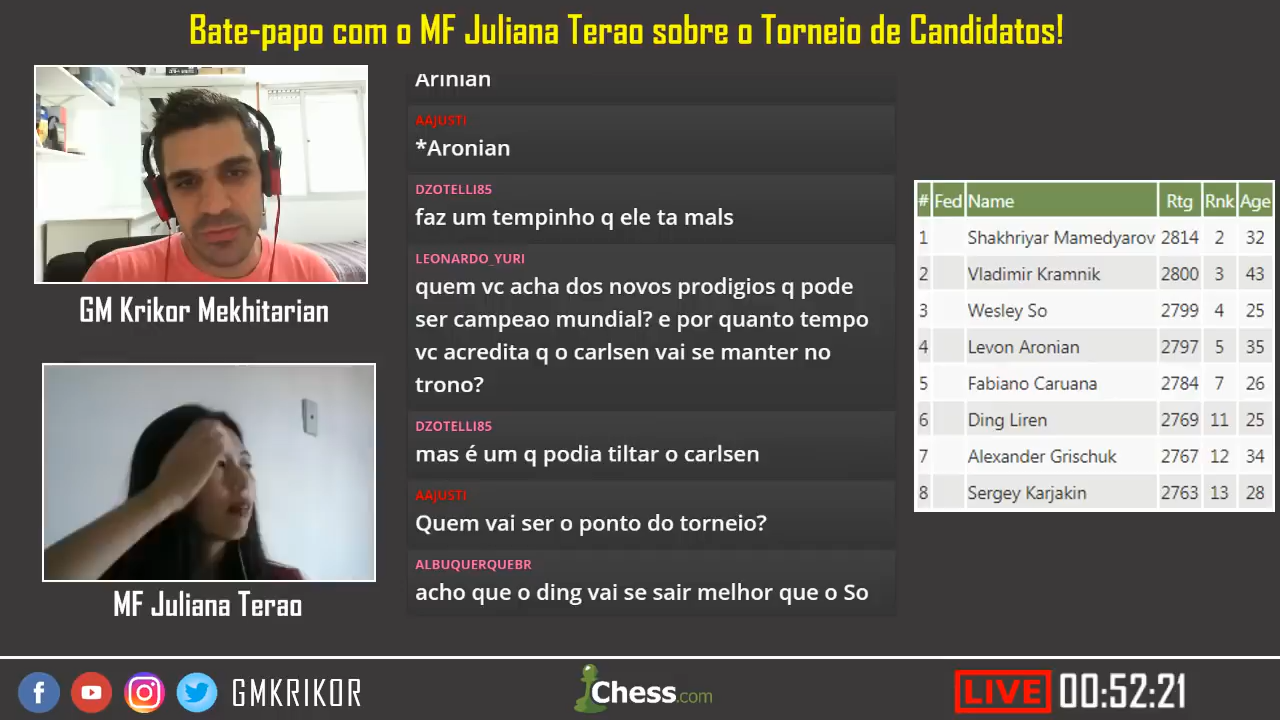 Bate-papo com o MF Juliana Terao sobre o Torneio de Candidatos!
GM Krikor Mekhitarian
MF Juliana Terao
Arinian
AAJUSTI
*Aronian
DZOTELLI85
faz um tempinho q ele ta mals
LEONARDO_YURI
quem vc acha dos novos prodigios q pode
ser campeao mundial? e por quanto tempo
vc acredita q o carlsen vai se manter no
trono?
DZOTELLI85
mas é um q podia tiltar o carlsen
AAJUSTI
Quem vai ser o ponto do torneio?
ALBUQUERQUEBR
acho que o ding vai se sair melhor que o So
# Fed Name Rtg Rnk Age
1 Shakhriyar Mamedyarov 2814 2 32
2 Vladimir Kramnik 2800 3 43
3 Wesley So 2799 4 25
4 Levon Aronian 2797 5 35
5 Fabiano Caruana 2784 7 26
6 Ding Liren 2769 11 25
7 Alexander Grischuk 2767 12 34
8 Sergey Karjakin 2763 13 28
GMKRIKOR
Chess.com
LIVE 00:52:21